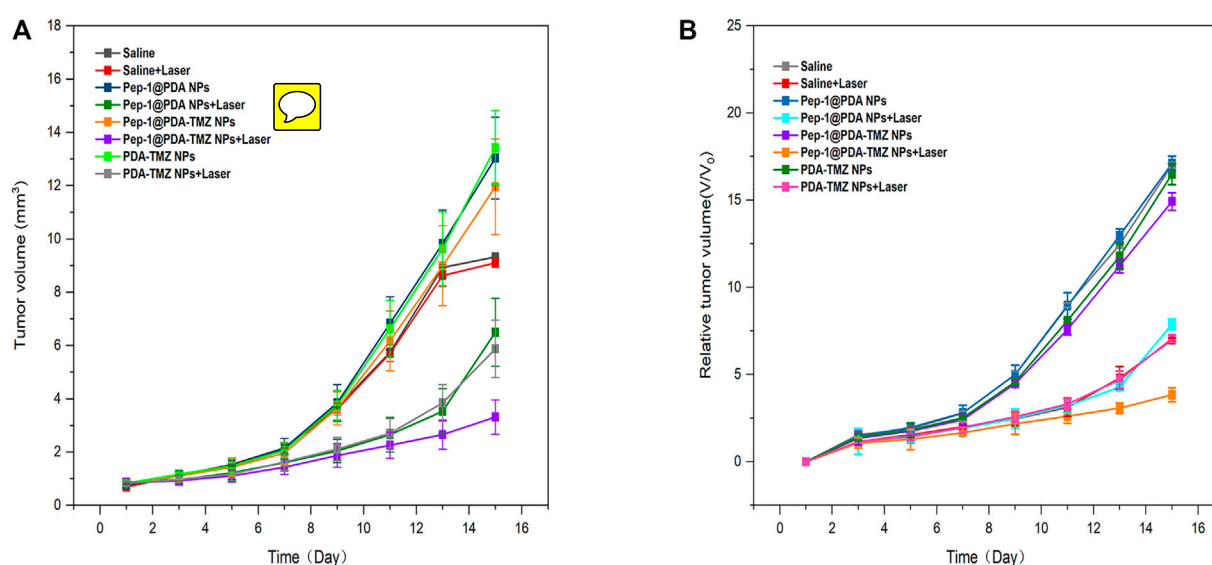 A
Tumor volume (mm³)
18
16
14
12
10
8
6
4
2
0
Saline
Saline+Laser
Pep-1@PDA NPs
Pep-1@PDA NPs+Laser
Pep-1@PDA-TMZ NPs
Pep-1@PDA-TMZ NPs+Laser
PDA-TMZ NPs
PDA-TMZ NPs+Laser
0 2 4 6 8 10 12 14 16
Time（Day）
B
Relative tumor vulume(V/V₀)
25
20
15
10
5
0
Saline
Saline+Laser
Pep-1@PDA NPs
Pep-1@PDA NPs+Laser
Pep-1@PDA-TMZ NPs
Pep-1@PDA-TMZ NPs+Laser
PDA-TMZ NPs
PDA-TMZ NPs+Laser
0 2 4 6 8 10 12 14 16
Time（Day）